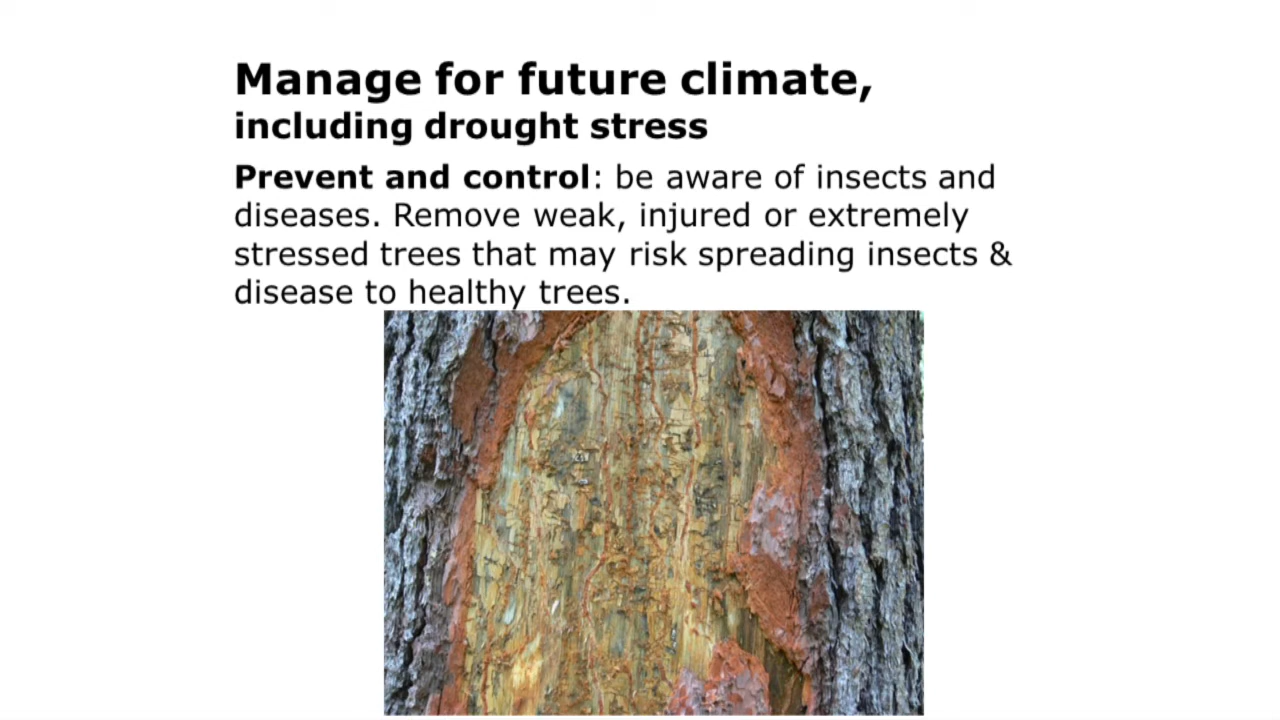 Manage for future climate,
including drought stress
Prevent and control: be aware of insects and
diseases. Remove weak, injured or extremely
stressed trees that may risk spreading insects &
disease to healthy trees.